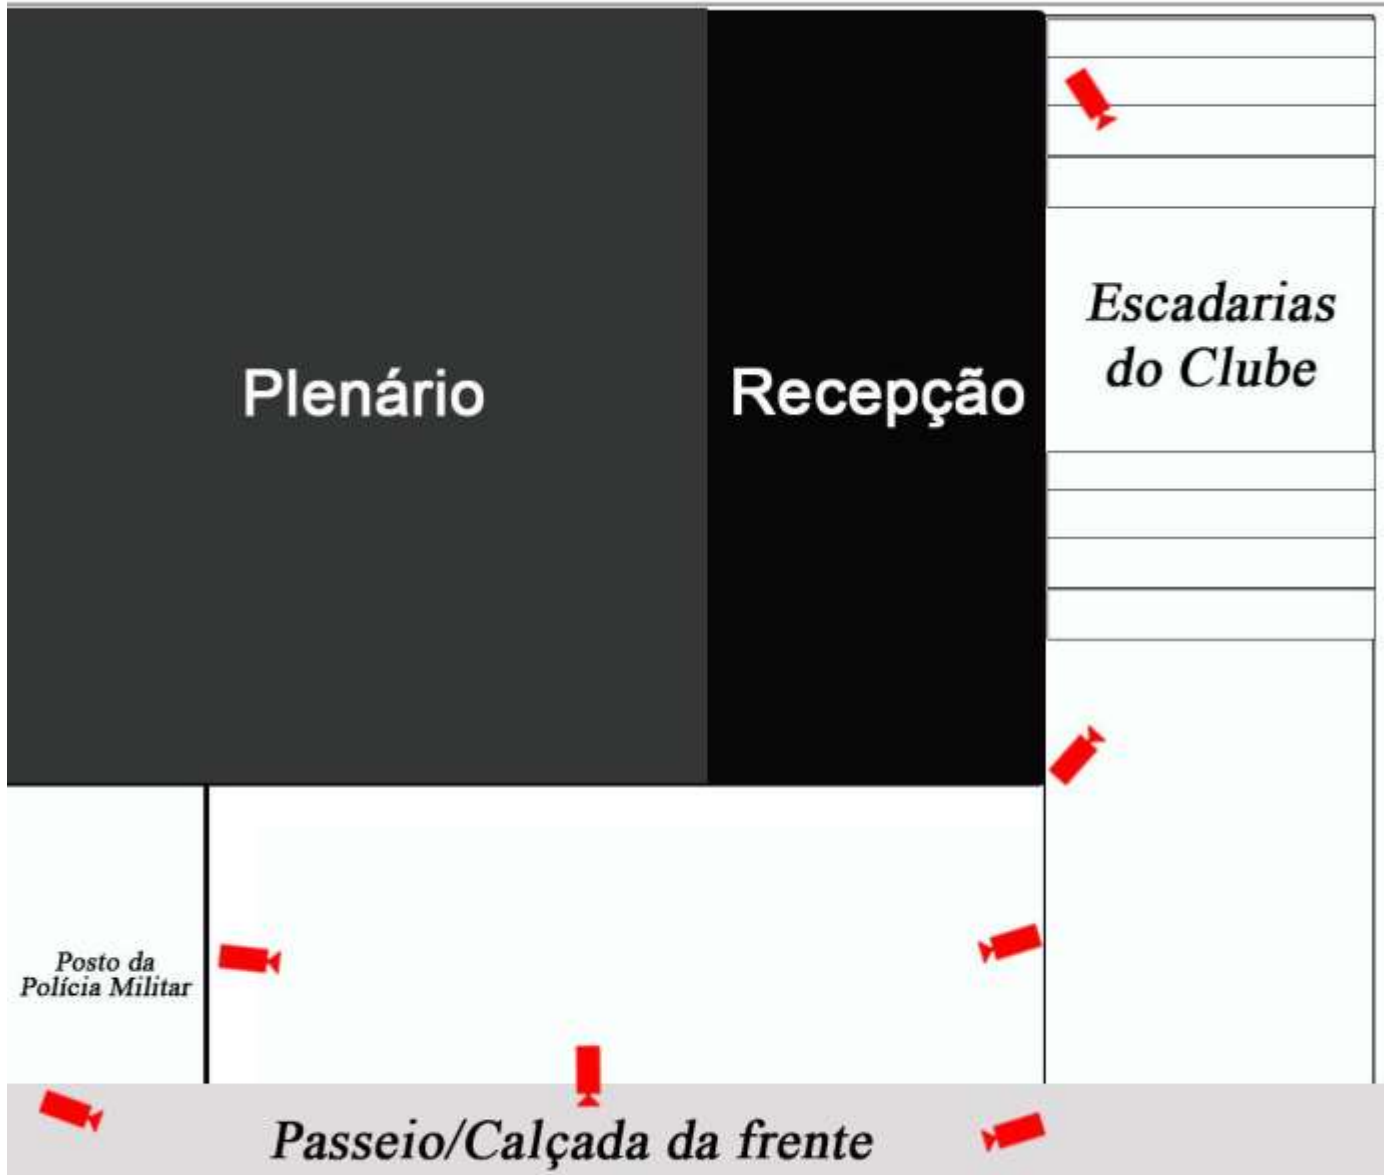 Plenário
Recepção
Escadarias
do Clube
Posto da
Polícia Militar
Passeio/Calçada da frente